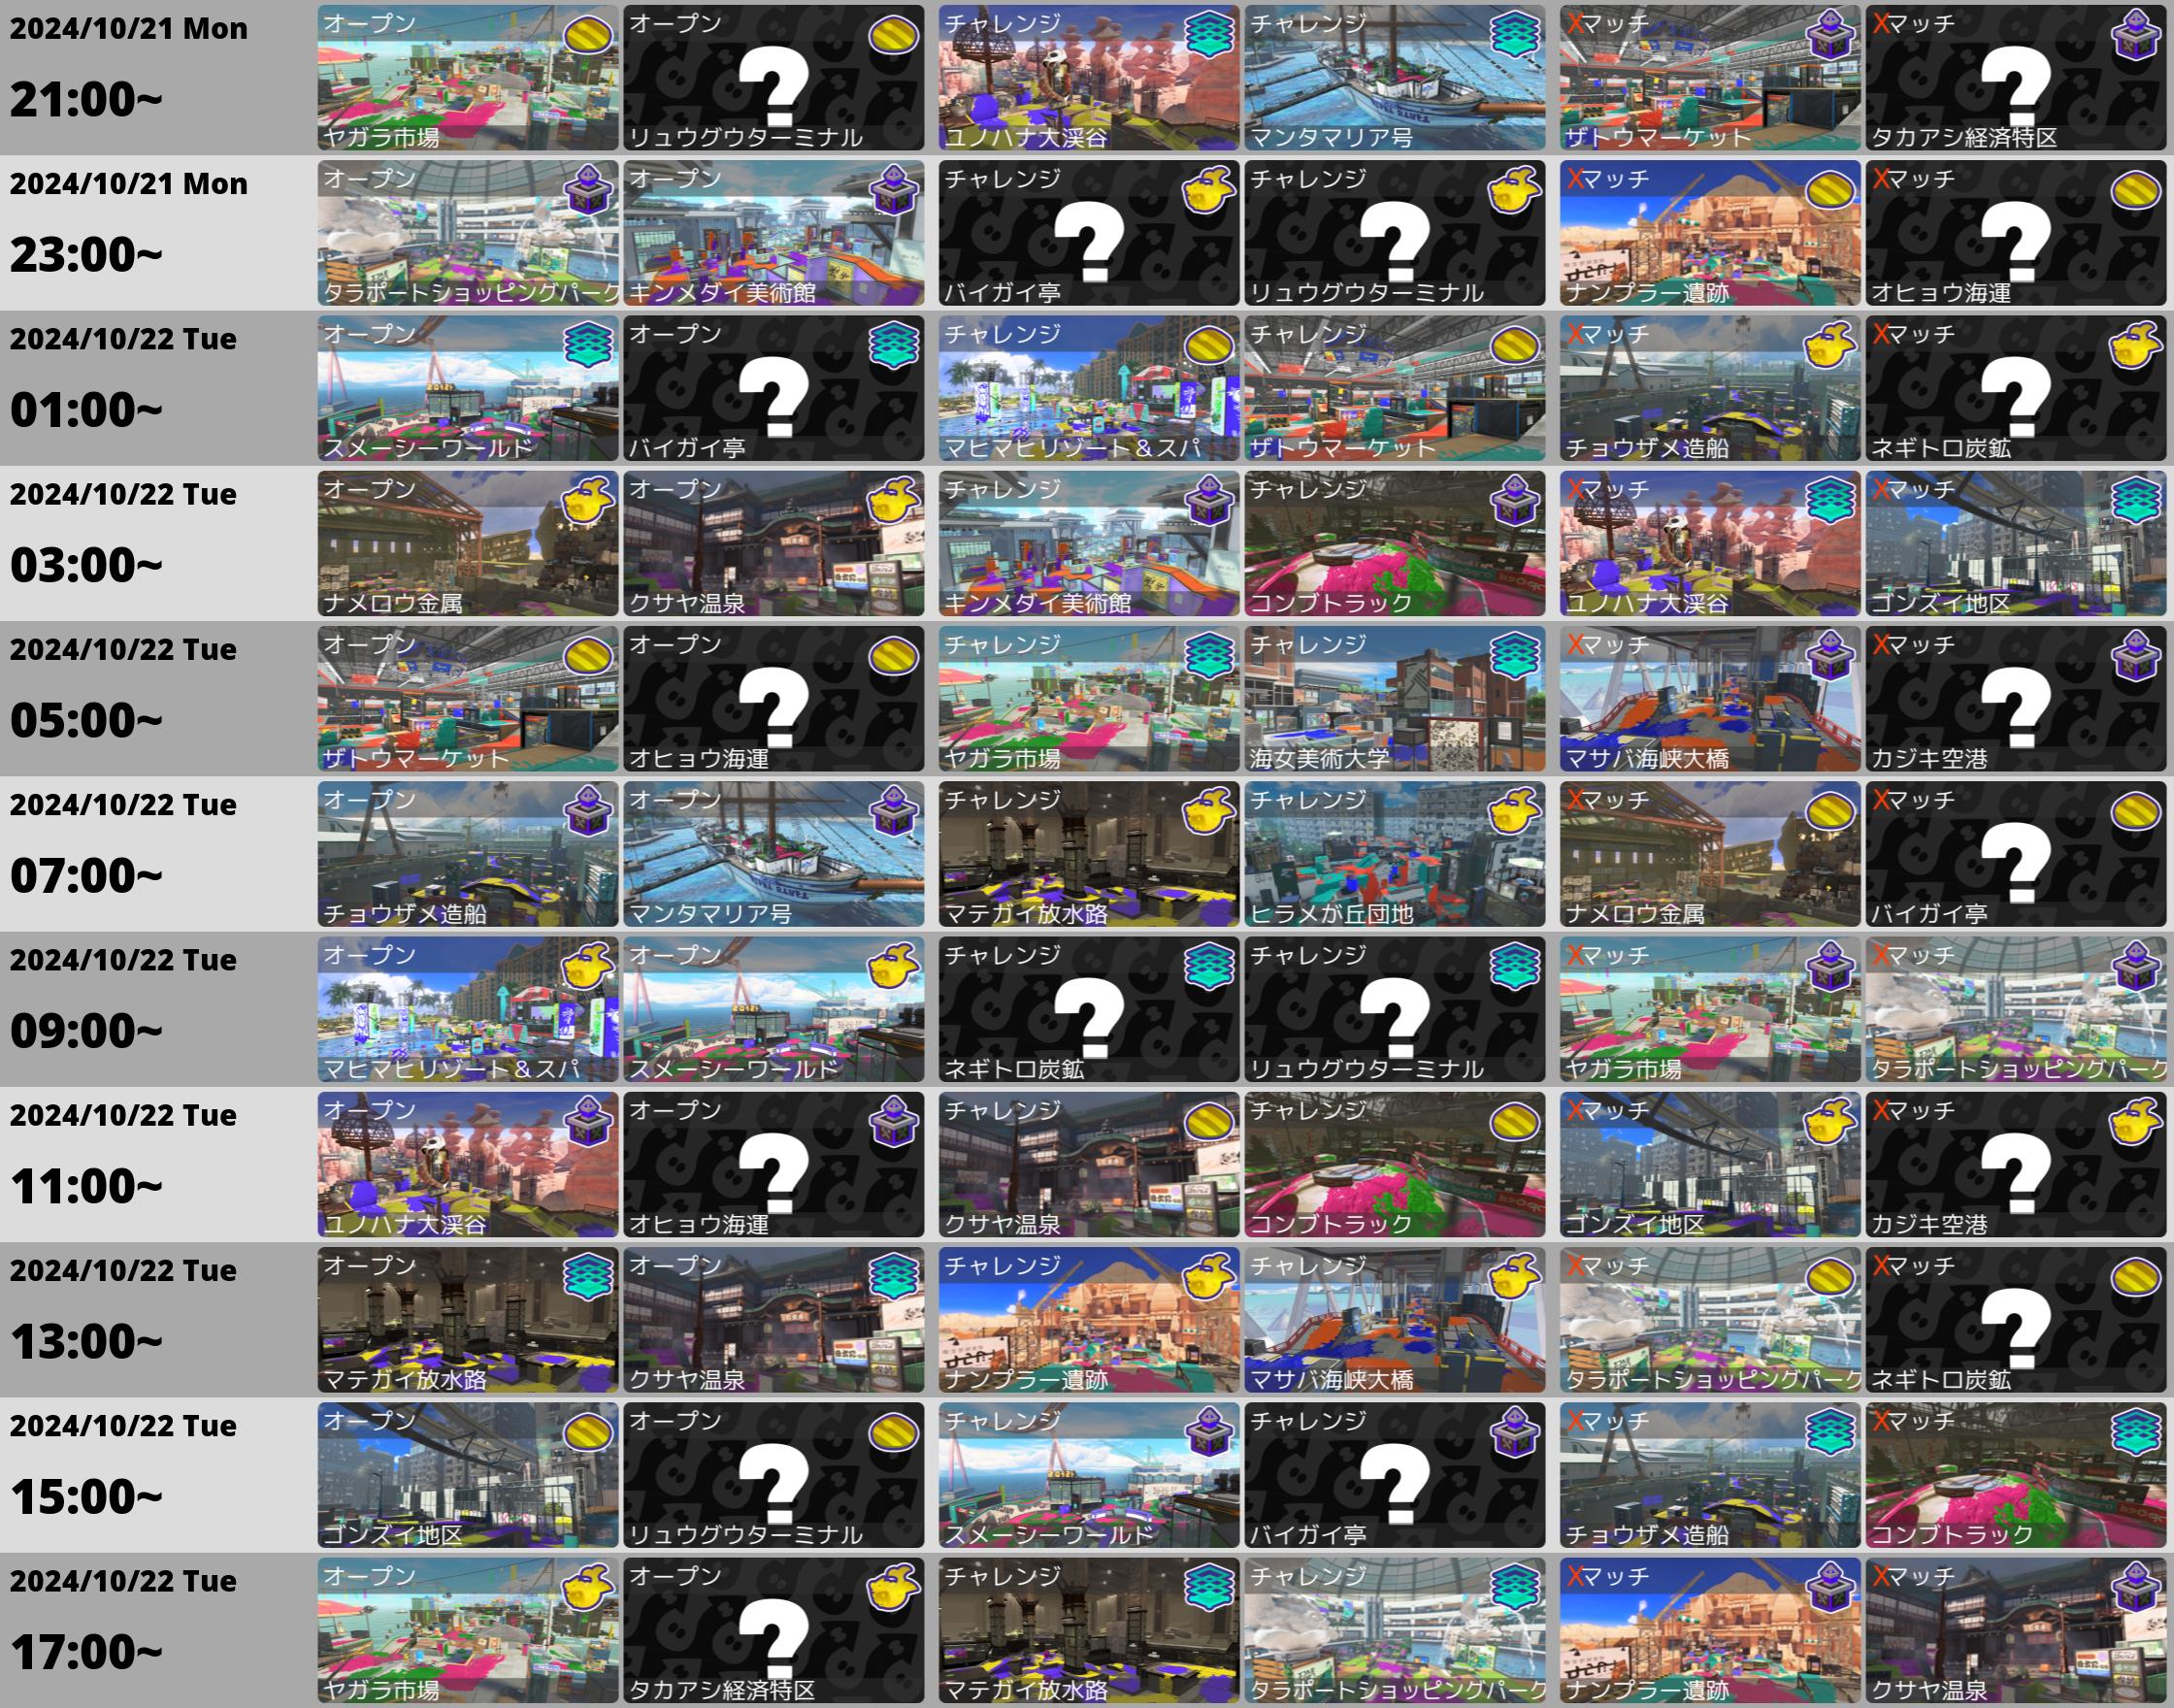 2024/10/21 Mon
21:00~
オープン
ヤガラ市場
オープン
リュウグウターミナル
チャレンジ
ユノハナ大渓谷
チャレンジ
マンタマリア号
Xマッチ
ザトウマーケット
Xマッチ
タカアシ経済特区
2024/10/21 Mon
23:00~
オープン
タラポートショッピングパーク
オープン
キンメダイ美術館
チャレンジ
バイガイ亭
チャレンジ
リュウグウターミナル
Xマッチ
ナンプラー遺跡
Xマッチ
オヒョウ海運
2024/10/22 Tue
01:00~
オープン
スメーシーワールド
オープン
バイガイ亭
チャレンジ
マヒマヒリゾート&スパ
チャレンジ
ザトウマーケット
Xマッチ
チョウザメ造船
Xマッチ
ネギトロ炭鉱
2024/10/22 Tue
03:00~
オープン
ナメロウ金属
オープン
クサヤ温泉
チャレンジ
キンメダイ美術館
チャレンジ
コンブトラック
Xマッチ
ユノハナ大渓谷
Xマッチ
ゴンズイ地区
2024/10/22 Tue
05:00~
オープン
ザトウマーケット
オープン
オヒョウ海運
チャレンジ
ヤガラ市場
チャレンジ
海女美術大学
Xマッチ
マサバ海峡大橋
Xマッチ
カジキ空港
2024/10/22 Tue
07:00~
オープン
チョウザメ造船
オープン
マンタマリア号
チャレンジ
マテガイ放水路
チャレンジ
ヒラメが丘団地
Xマッチ
ナメロウ金属
Xマッチ
バイガイ亭
2024/10/22 Tue
09:00~
オープン
マヒマヒリゾート&スパ
オープン
スメーシーワールド
チャレンジ
ネギトロ炭鉱
チャレンジ
リュウグウターミナル
Xマッチ
ヤガラ市場
Xマッチ
タラポートショッピングパーク
2024/10/22 Tue
11:00~
オープン
ユノハナ大渓谷
オープン
オヒョウ海運
チャレンジ
クサヤ温泉
チャレンジ
コンブトラック
Xマッチ
ゴンズイ地区
Xマッチ
カジキ空港
2024/10/22 Tue
13:00~
オープン
マテガイ放水路
オープン
クサヤ温泉
チャレンジ
ナンプラー遺跡
チャレンジ
マサバ海峡大橋
Xマッチ
タラポートショッピングパーク
Xマッチ
ネギトロ炭鉱
2024/10/22 Tue
15:00~
オープン
ゴンズイ地区
オープン
リュウグウターミナル
チャレンジ
スメーシーワールド
チャレンジ
バイガイ亭
Xマッチ
チョウザメ造船
Xマッチ
コンブトラック
2024/10/22 Tue
17:00~
オープン
ヤガラ市場
オープン
タカアシ経済特区
チャレンジ
マテガイ放水路
チャレンジ
タラポートショッピングパーク
Xマッチ
ナンプラー遺跡
Xマッチ
クサヤ温泉